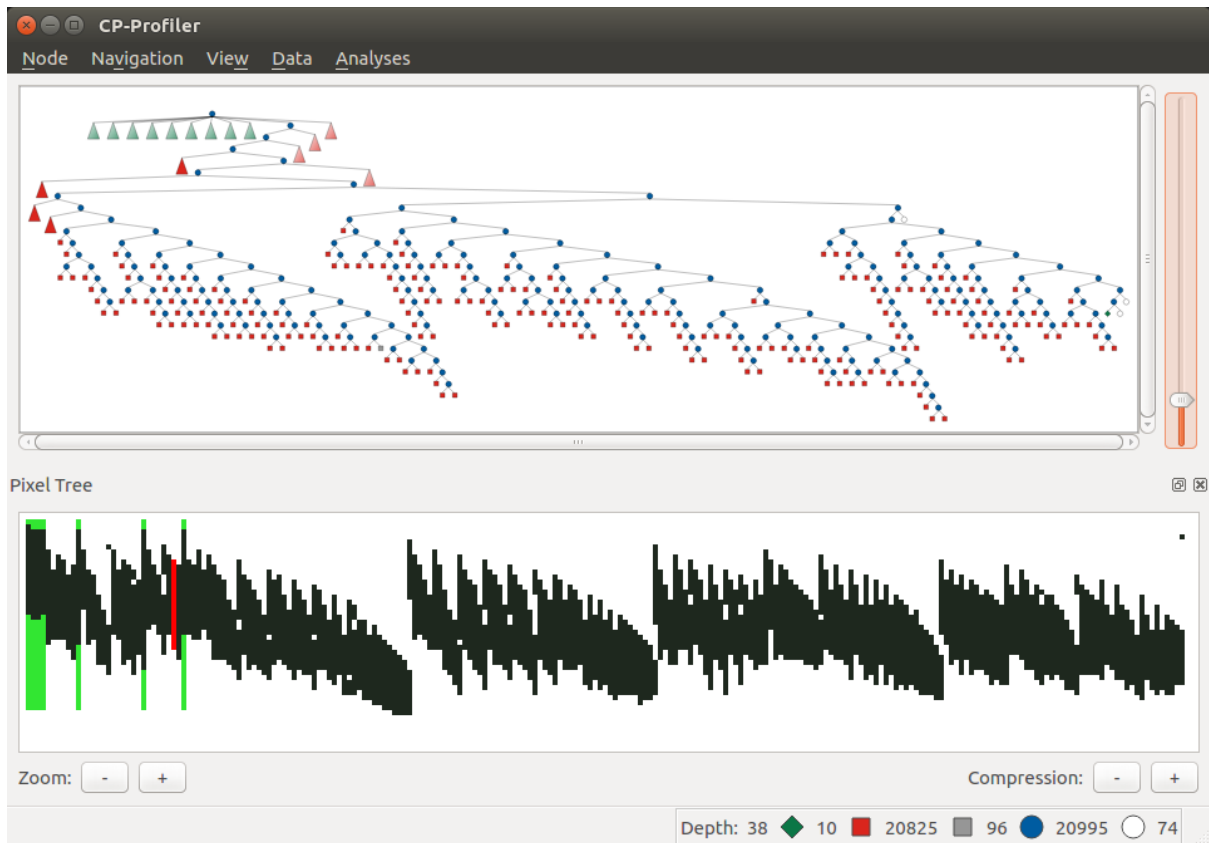 CP-Profiler
Node Navigation View Data Analyses
Pixel Tree
Zoom: - + Compression: - +
Depth: 38 10 20825 96 20995 74